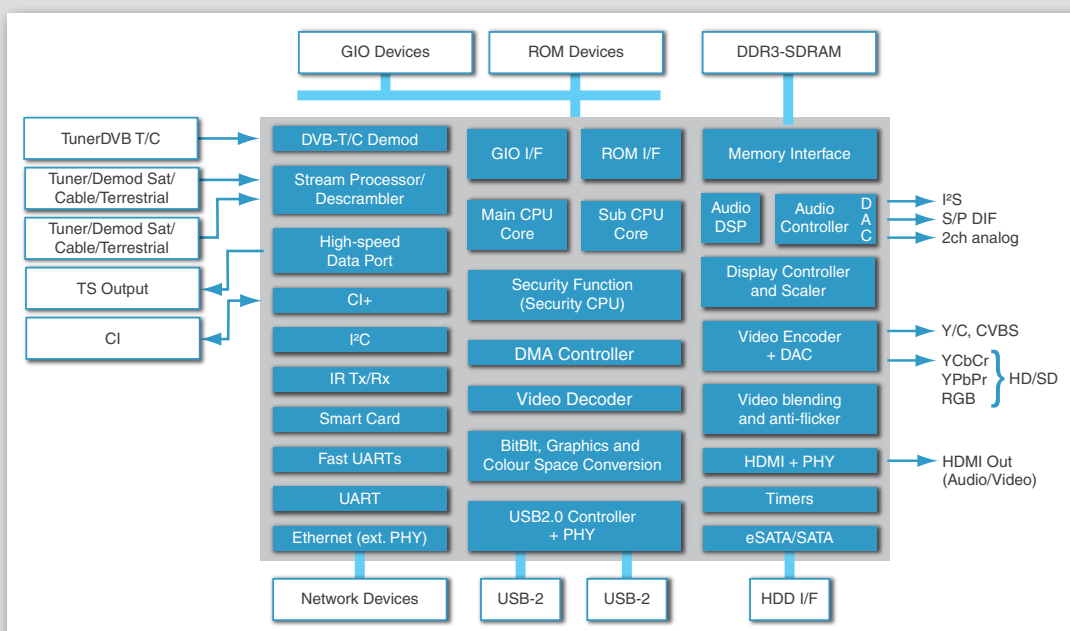 GIO Devices
ROM Devices
DDR3-SDRAM
TunerDVB T/C
Tuner/Demod Sat/
Cable/Terrestrial
Tuner/Demod Sat/
Cable/Terrestrial
TS Output
CI
DVB-T/C Demod
Stream Processor/
Descrambler
High-speed
Data Port
CI+
I²C
IR Tx/Rx
Smart Card
Fast UARTs
UART
Ethernet (ext. PHY)
GIO I/F
ROM I/F
Main CPU
Core
Sub CPU
Core
Security Function
(Security CPU)
DMA Controller
Video Decoder
BitBlt, Graphics and
Colour Space Conversion
USB2.0 Controller
+ PHY
Memory Interface
Audio
DSP
Audio
Controller
D
A
C
Display Controller
and Scaler
Video Encoder
+ DAC
Video blending
and anti-flicker
HDMI + PHY
Timers
eSATA/SATA
I²S
S/P DIF
2ch analog
Y/C, CVBS
YCbCr
YPbPr
RGB
HD/SD
HDMI Out
(Audio/Video)
Network Devices
USB-2
USB-2
HDD I/F